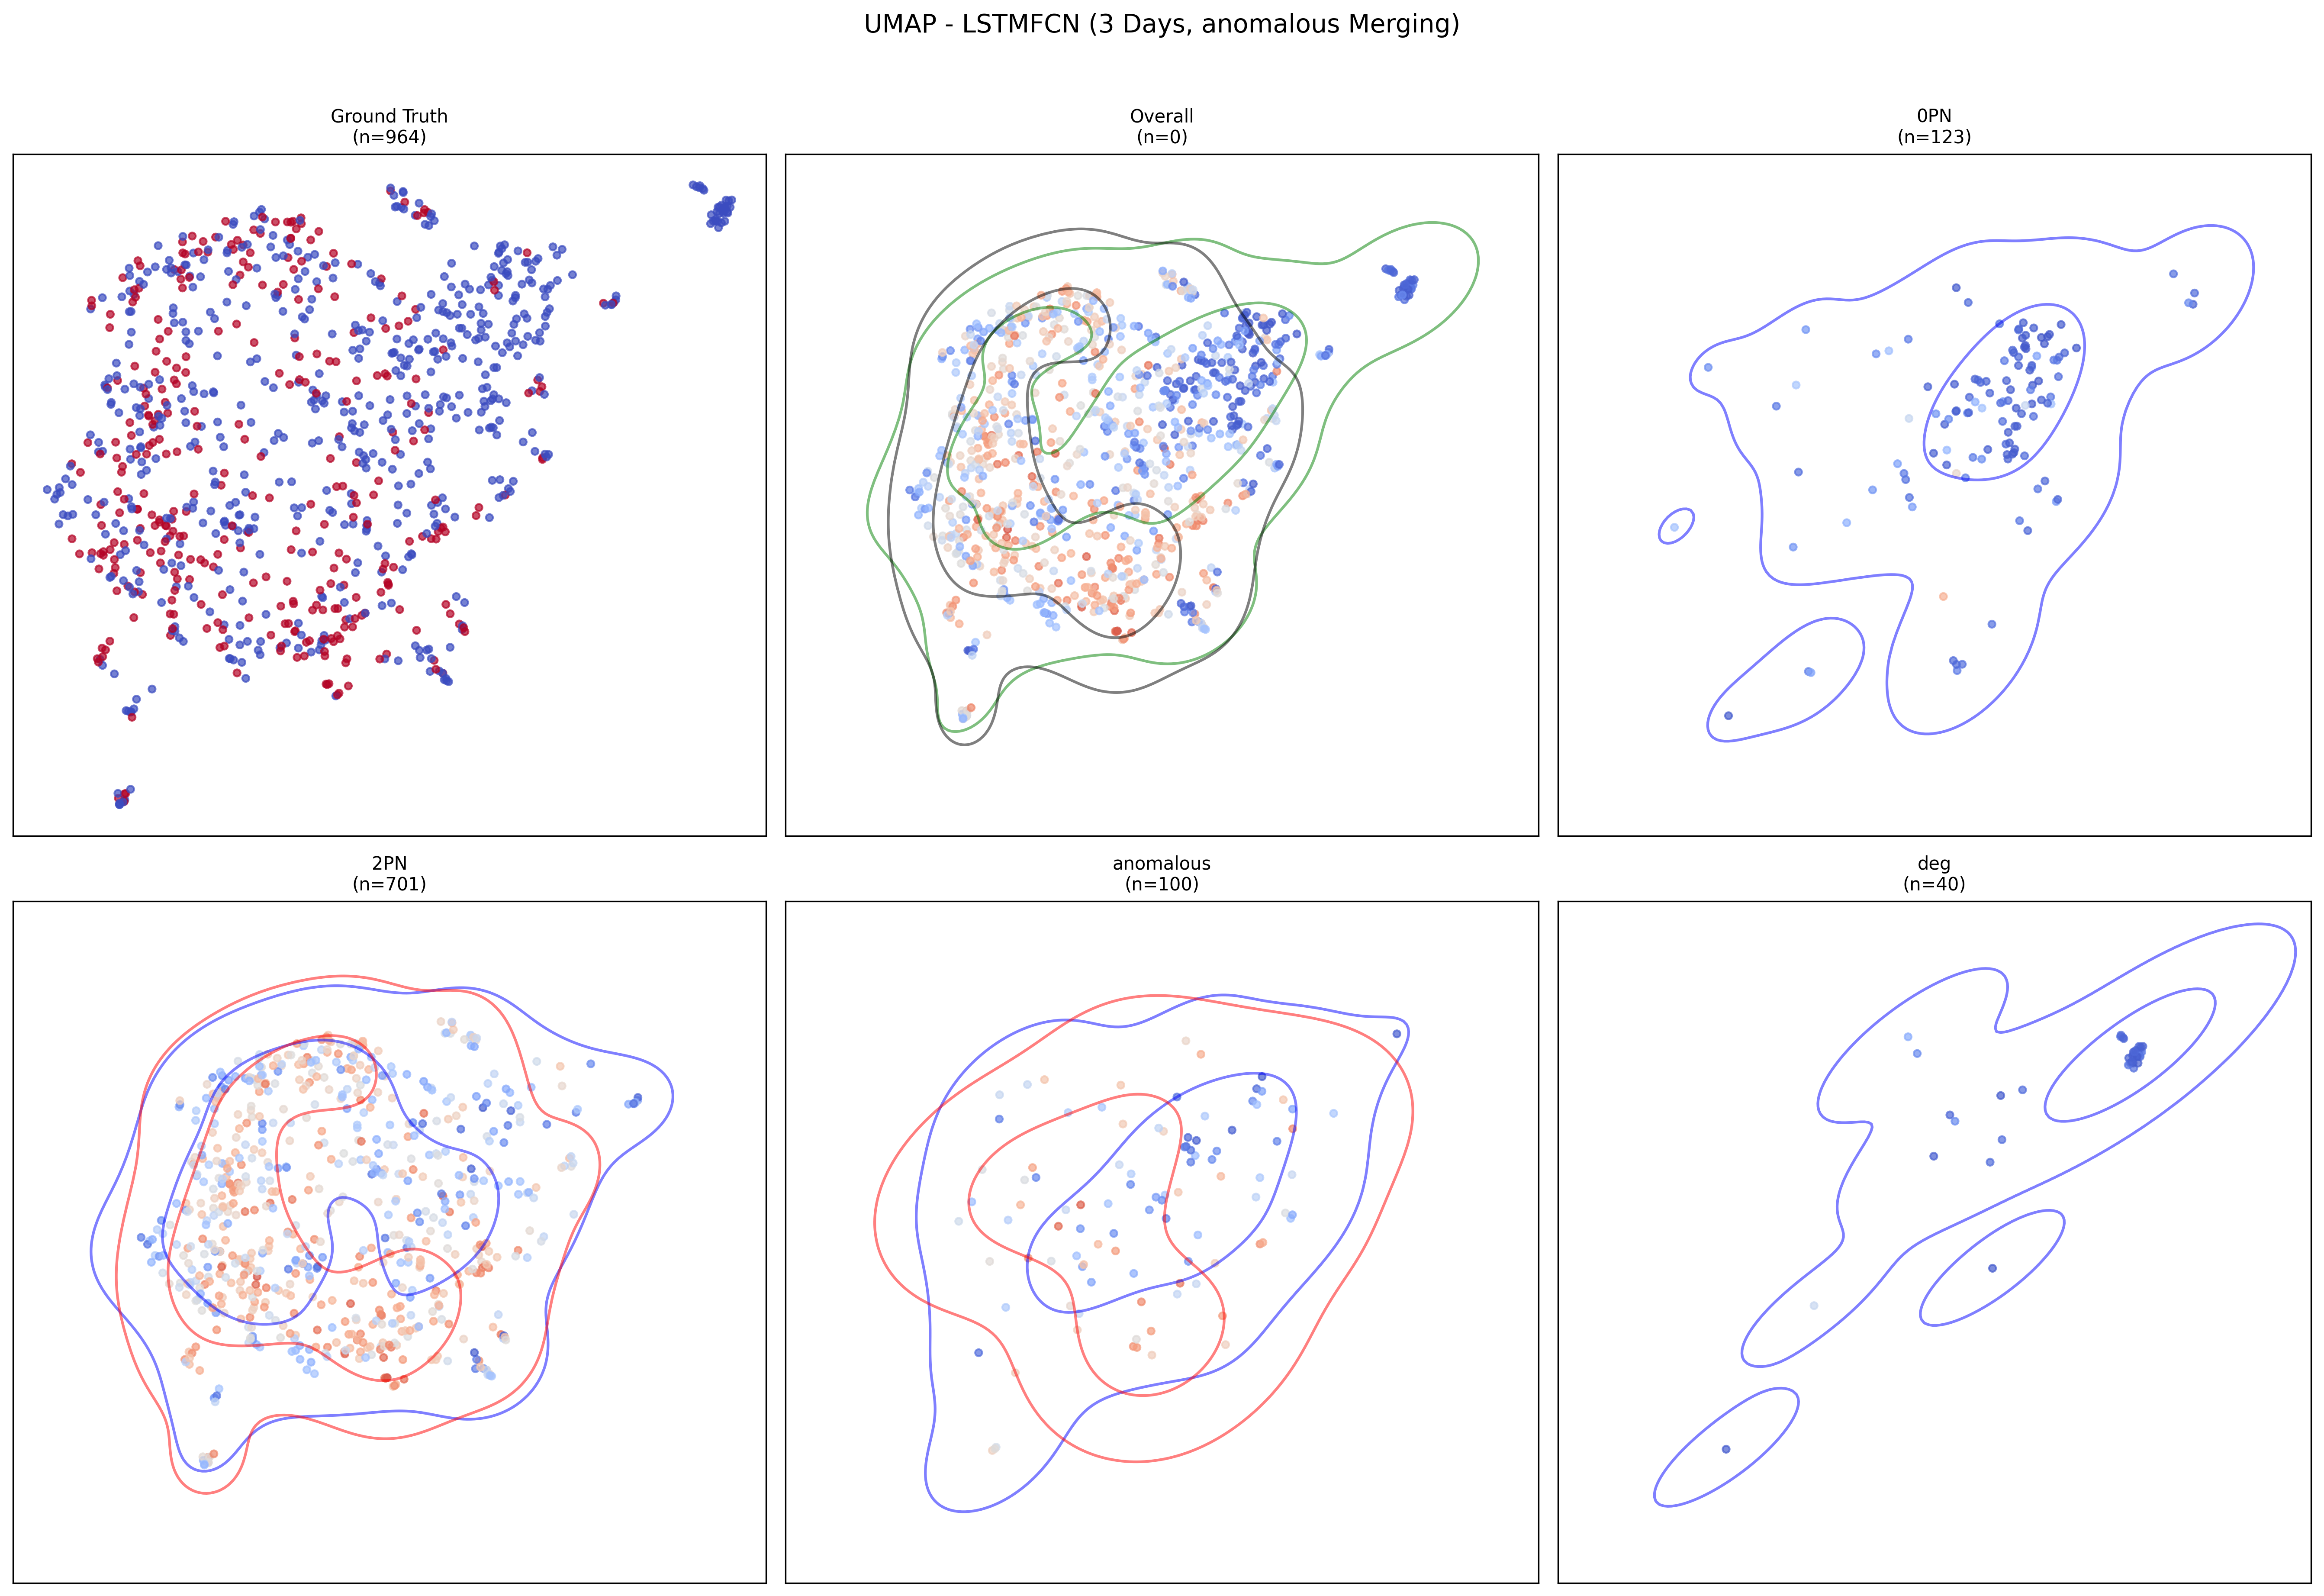 UMAP - LSTMFCN (3 Days, anomalous Merging)
Ground Truth
(n=964)
Overall
(n=0)
0PN
(n=123)
2PN
(n=701)
anomalous
(n=100)
deg
(n=40)